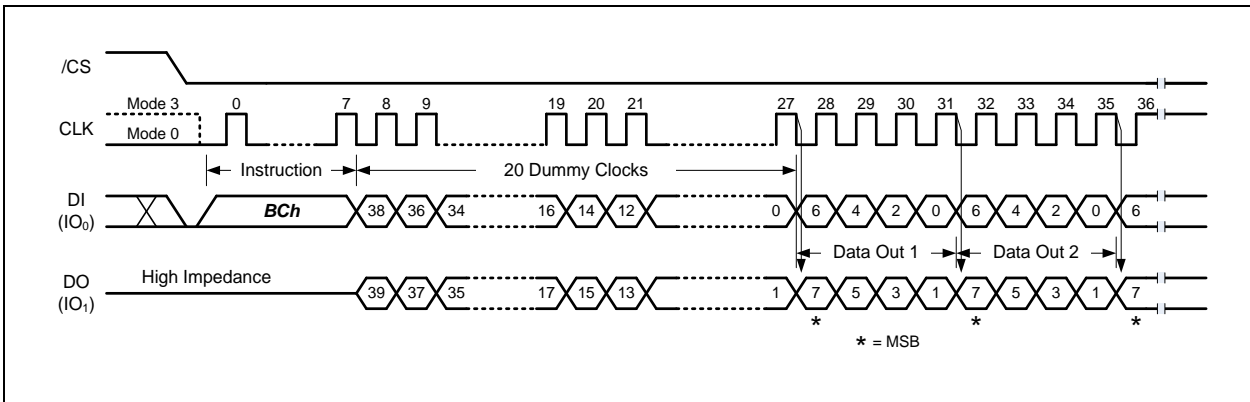 /CS
Mode 3 0 7 8 9 19 20 21 27 28 29 30 31 32 33 34 35 36
CLK
Mode 0
Instruction 20 Dummy Clocks
DI
(IO₀)
BCh 38 36 34 16 14 12 0 6 4 2 0 6 4 2 0 6
Data Out 1 Data Out 2
High Impedance
DO
(IO₁)
39 37 35 17 15 13 1 7 5 3 1 7 5 3 1 7
* * *
* = MSB